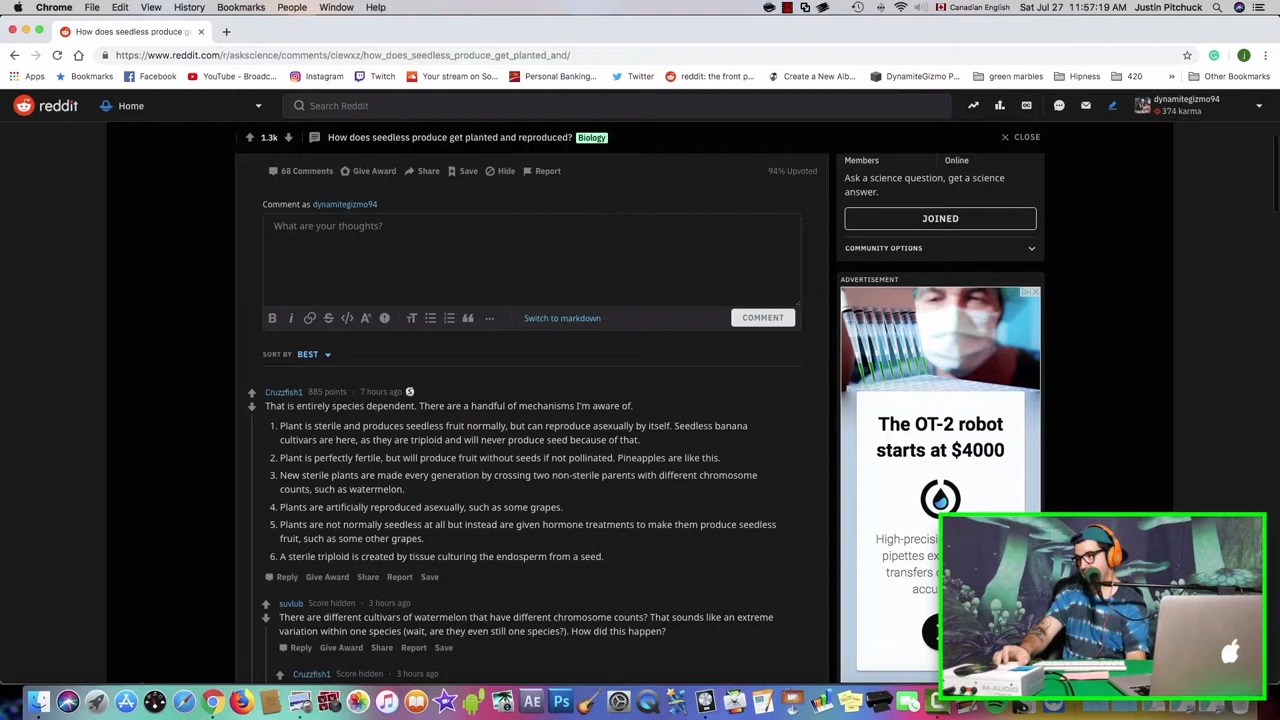 Chrome File Edit View History Bookmarks People Window Help Canadian English Sat Jul 27 11:57:19 AM Justin Pitchuck
How does seedless produce g
https://www.reddit.com/r/askscience/comments/ciewxz/how_does_seedless_produce_get_planted_and/
Apps Bookmarks Facebook YouTube - Broadc... Instagram Twitch Your stream on So... Personal Banking... Twitter reddit: the front p... Create a New Alb... DynamiteGizmo P... green marbles Hipness 420 » Other Bookmarks
reddit Home Search Reddit dynamitegizmo94
374 karma
1.3k How does seedless produce get planted and reproduced? Biology CLOSE
68 Comments Give Award Share Save Hide Report 94% Upvoted
Members Online
Ask a science question, get a science
answer.
JOINED
COMMUNITY OPTIONS
Comment as dynamitegizmo94
What are your thoughts?
Switch to markdown COMMENT
SORT BY BEST
ADVERTISEMENT
The OT-2 robot
starts at $4000
High-precis
pipettes ex
transfers c
accu
Cruzzfish1 885 points · 7 hours ago
That is entirely species dependent. There are a handful of mechanisms I'm aware of.
1. Plant is sterile and produces seedless fruit normally, but can reproduce asexually by itself. Seedless banana
cultivars are here, as they are triploid and will never produce seed because of that.
2. Plant is perfectly fertile, but will produce fruit without seeds if not pollinated. Pineapples are like this.
3. New sterile plants are made every generation by crossing two non-sterile parents with different chromosome
counts, such as watermelon.
4. Plants are artificially reproduced asexually, such as some grapes.
5. Plants are not normally seedless at all but instead are given hormone treatments to make them produce seedless
fruit, such as some other grapes.
6. A sterile triploid is created by tissue culturing the endosperm from a seed.
Reply Give Award Share Report Save
suvlub Score hidden · 3 hours ago
There are different cultivars of watermelon that have different chromosome counts? That sounds like an extreme
variation within one species (wait, are they even still one species?). How did this happen?
Reply Give Award Share Report Save
Cruzzfish1 Score hidden · 3 hours ago
M-AUDIO